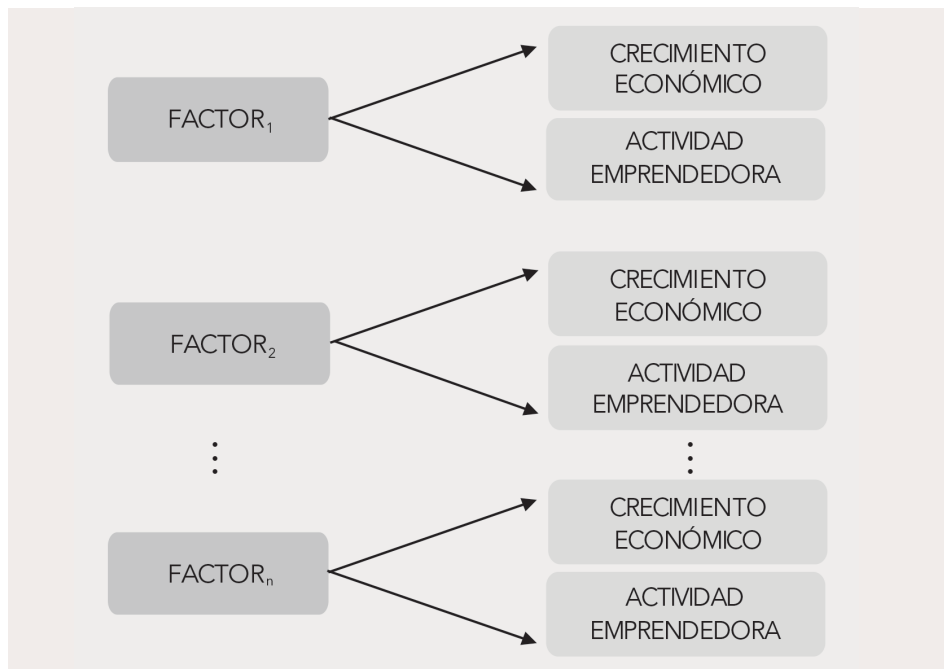 CRECIMIENTO
ECONÓMICO
FACTOR₁
ACTIVIDAD
EMPRENDEDORA
CRECIMIENTO
ECONÓMICO
FACTOR₂
ACTIVIDAD
EMPRENDEDORA
⋮ ⋮
CRECIMIENTO
ECONÓMICO
FACTORₙ
ACTIVIDAD
EMPRENDEDORA